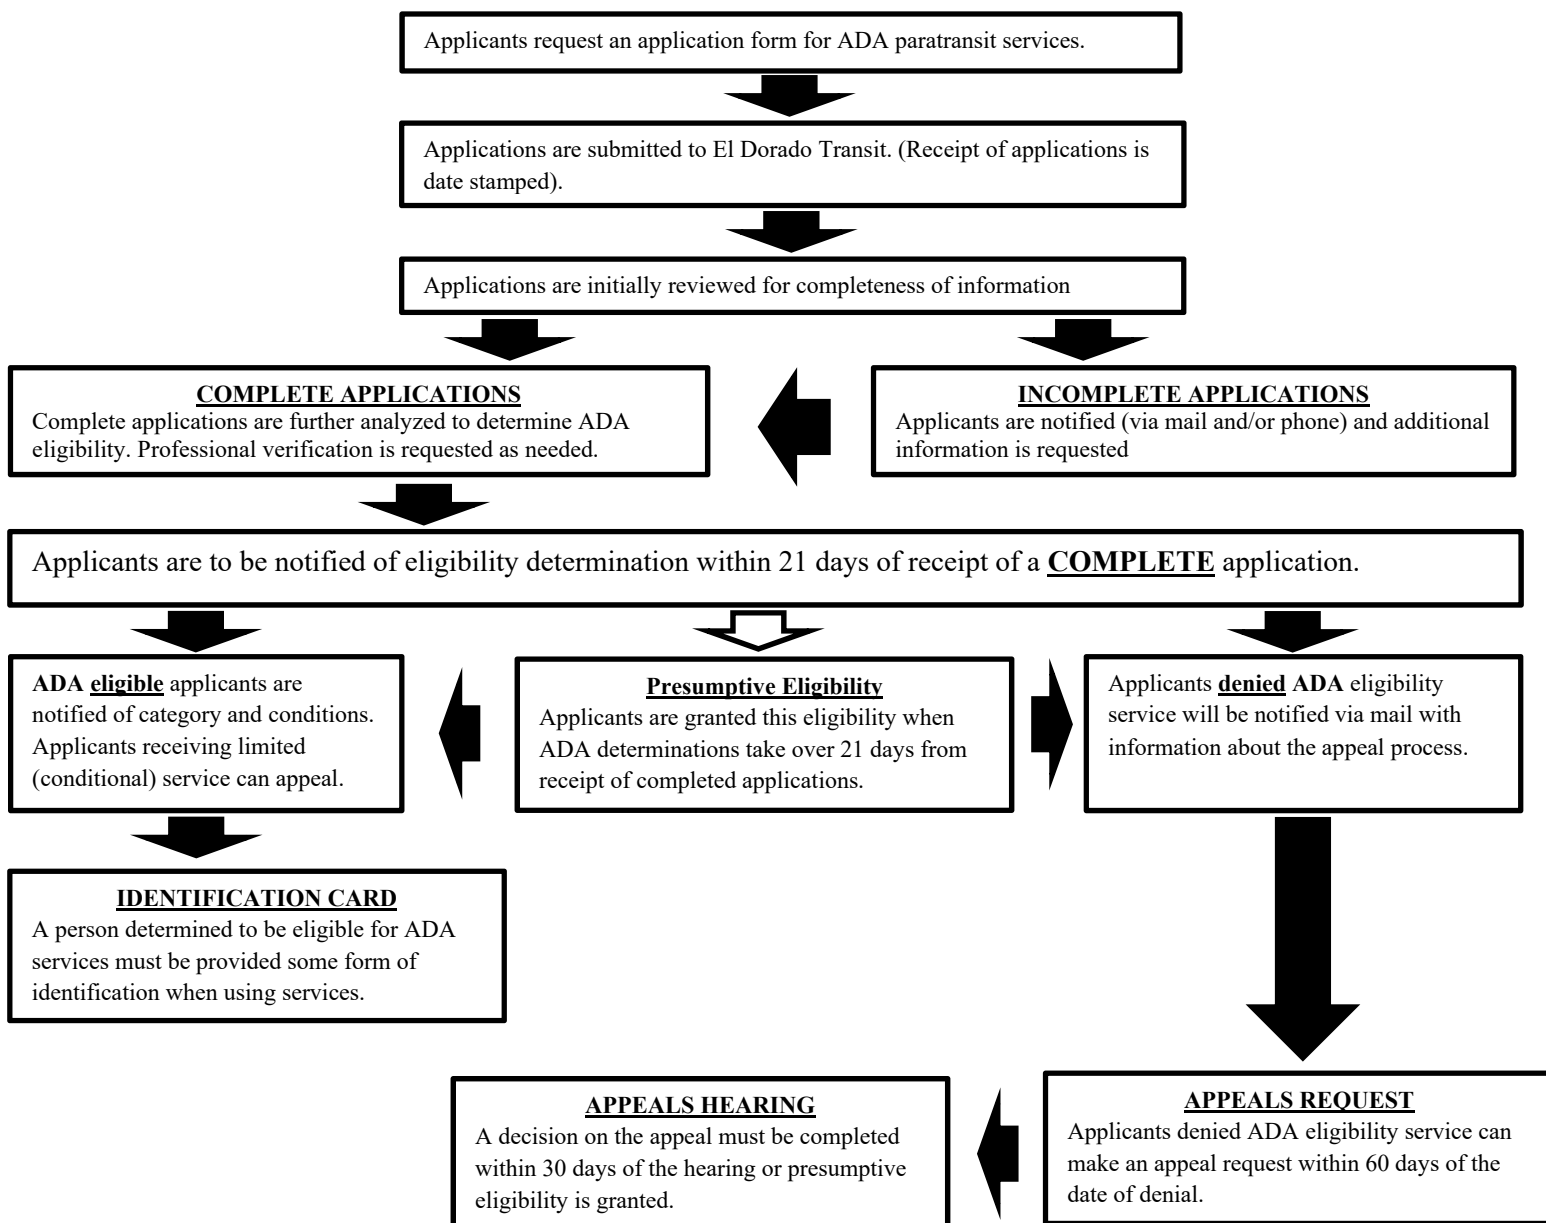 Applicants request an application form for ADA paratransit services.
Applications are submitted to El Dorado Transit. (Receipt of applications is
date stamped).
Applications are initially reviewed for completeness of information
COMPLETE APPLICATIONS
Complete applications are further analyzed to determine ADA
eligibility. Professional verification is requested as needed.
INCOMPLETE APPLICATIONS
Applicants are notified (via mail and/or phone) and additional
information is requested
Applicants are to be notified of eligibility determination within 21 days of receipt of a COMPLETE application.
ADA eligible applicants are
notified of category and conditions.
Applicants receiving limited
(conditional) service can appeal.
Presumptive Eligibility
Applicants are granted this eligibility when
ADA determinations take over 21 days from
receipt of completed applications.
Applicants denied ADA eligibility
service will be notified via mail with
information about the appeal process.
IDENTIFICATION CARD
A person determined to be eligible for ADA
services must be provided some form of
identification when using services.
APPEALS HEARING
A decision on the appeal must be completed
within 30 days of the hearing or presumptive
eligibility is granted.
APPEALS REQUEST
Applicants denied ADA eligibility service can
make an appeal request within 60 days of the
date of denial.